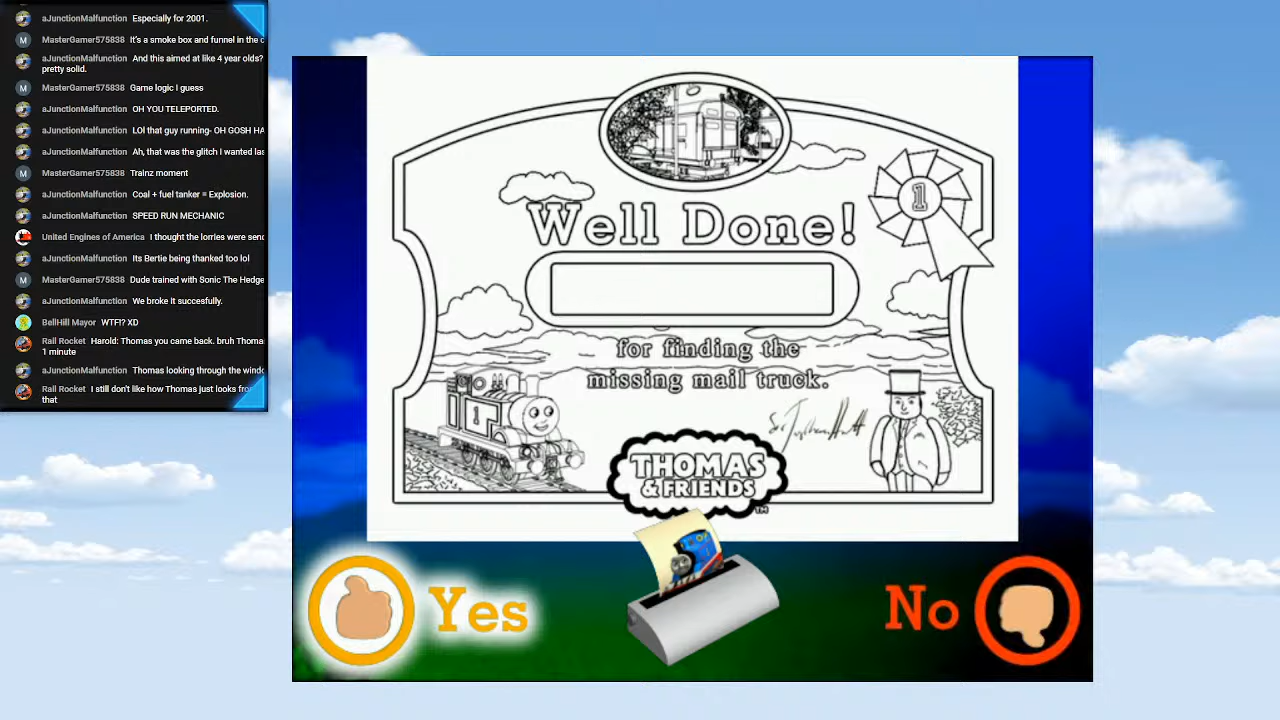 aJunctionMalfunction Especially for 2001.
M MasterGamer575838 It's a smoke box and funnel in the
aJunctionMalfunction And this aimed at like 4 year olds?
pretty solid.
M MasterGamer575838 Game logic I guess
aJunctionMalfunction OH YOU TELEPORTED.
aJunctionMalfunction LOl that guy running- OH GOSH HA
aJunctionMalfunction Ah, that was the glitch I wanted las
M MasterGamer575838 Trainz moment
aJunctionMalfunction Coal + fuel tanker = Explosion.
aJunctionMalfunction SPEED RUN MECHANIC
United Engines of America I thought the lorries were send
aJunctionMalfunction Its Bertie being thanked too lol
M MasterGamer575838 Dude trained with Sonic The Hedge
aJunctionMalfunction We broke it succesfully.
BellHill Mayor WTF!? XD
Rail Rocket Harold: Thomas you came back. bruh Thoma
1 minute
aJunctionMalfunction Thomas looking through the wind
Rail Rocket I still don't like how Thomas just looks fro
that
1
Well Done!
for finding the
missing mail truck.
1
THOMAS
& FRIENDS
TM
Yes
No